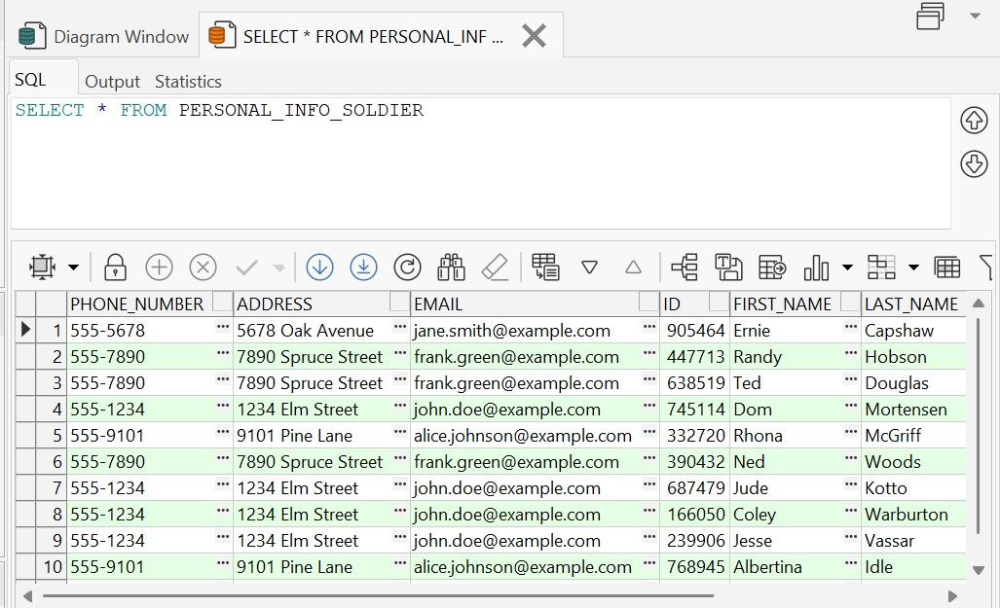 Diagram Window SELECT * FROM PERSONAL_INF ...
SQL Output Statistics
SELECT * FROM PERSONAL_INFO_SOLDIER
PHONE_NUMBER ADDRESS EMAIL ID FIRST_NAME LAST_NAME
1 555-5678 ... 5678 Oak Avenue ... jane.smith@example.com ... 905464 Ernie ... Capshaw
2 555-7890 ... 7890 Spruce Street ... frank.green@example.com ... 447713 Randy ... Hobson
3 555-7890 ... 7890 Spruce Street ... frank.green@example.com ... 638519 Ted ... Douglas
4 555-1234 ... 1234 Elm Street ... john.doe@example.com ... 745114 Dom ... Mortensen
5 555-9101 ... 9101 Pine Lane ... alice.johnson@example.com ... 332720 Rhona ... McGriff
6 555-7890 ... 7890 Spruce Street ... frank.green@example.com ... 390432 Ned ... Woods
7 555-1234 ... 1234 Elm Street ... john.doe@example.com ... 687479 Jude ... Kotto
8 555-1234 ... 1234 Elm Street ... john.doe@example.com ... 166050 Coley ... Warburton
9 555-1234 ... 1234 Elm Street ... john.doe@example.com ... 239906 Jesse ... Vassar
10 555-9101 ... 9101 Pine Lane ... alice.johnson@example.com ... 768945 Albertina ... Idle